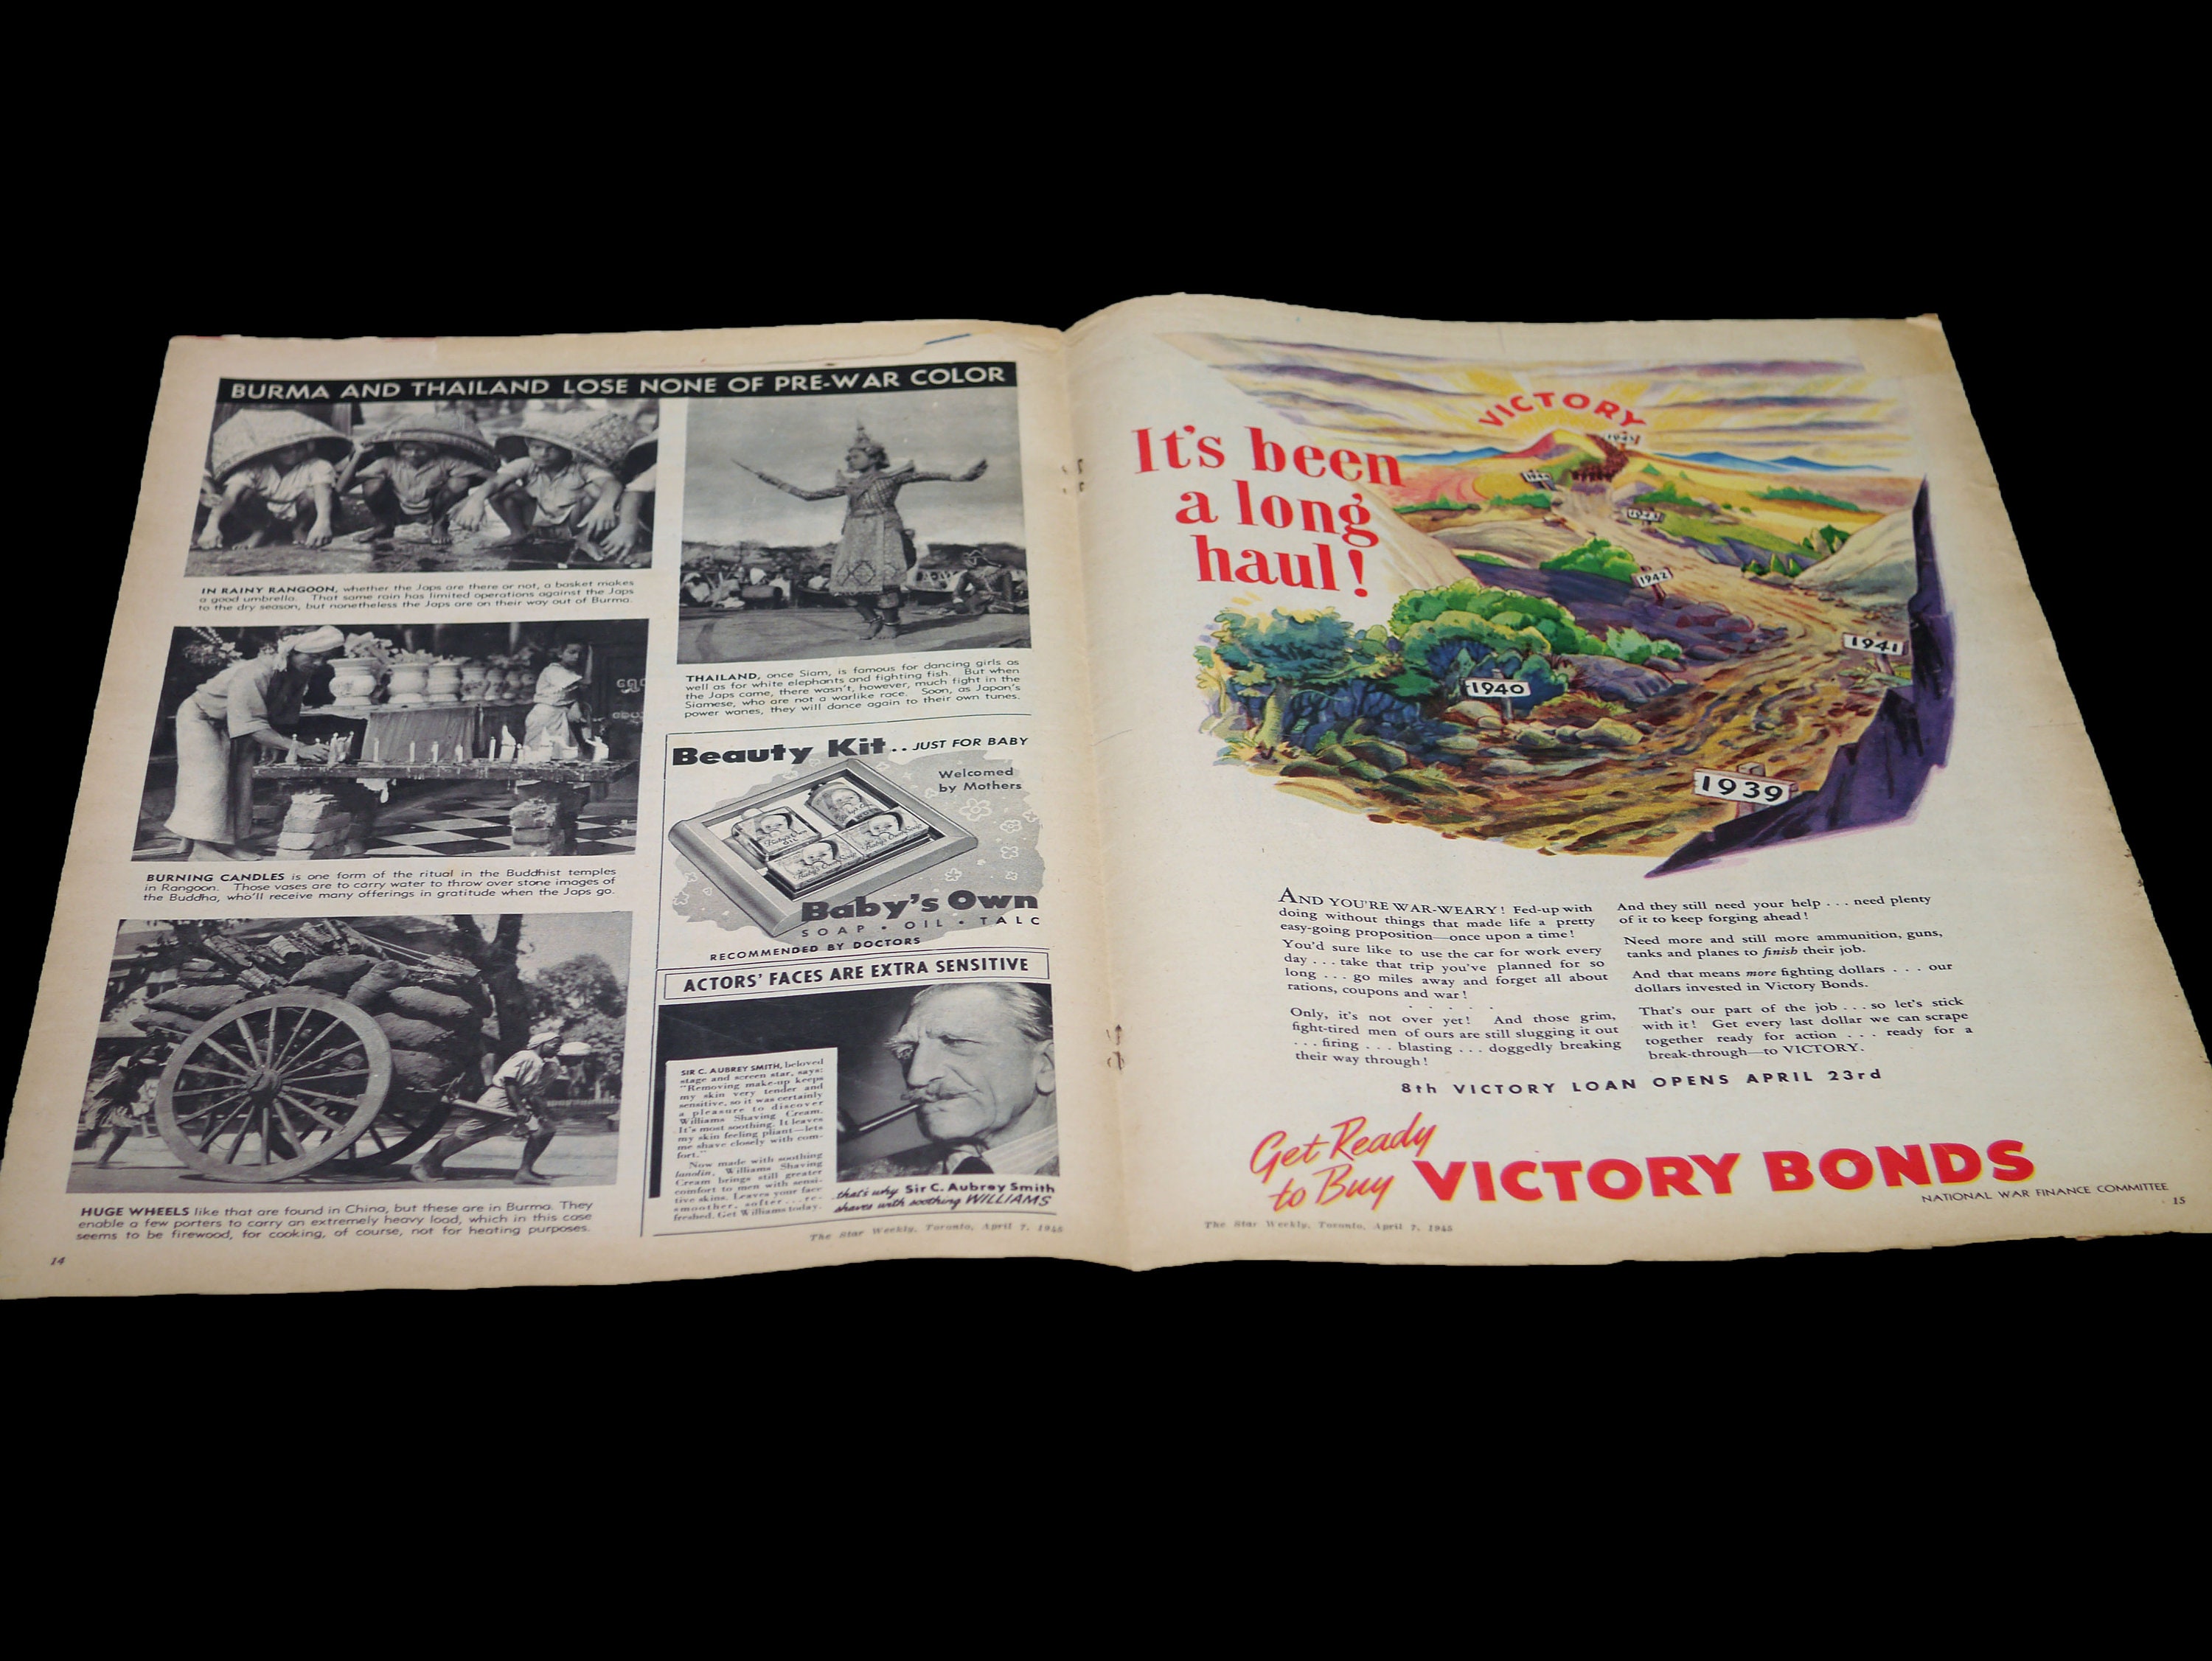 BURMA AND THAILAND LOSE NONE OF PRE-WAR COLOR
IN RAINY RANGOON, whether the Japs are there or not, a basket makes
a good umbrella. That same rain has limited operations against the Japs
to the dry season, but nonetheless the Japs are on their way out of Burma.
BURNING CANDLES is one form of the ritual in the Buddhist temples
in Rangoon. Those vases are to carry water to throw over stone images of
the Buddha, who'll receive many offerings in gratitude when the Japs go.
HUGE WHEELS like that are found in China, but these are in Burma. They
enable a few porters to carry an extremely heavy load, which in this case
seems to be firewood, for cooking, of course, not for heating purposes.
14
THAILAND, once Siam, is famous for dancing girls as
well as for white elephants and fighting fish. But when
the Japs came, there wasn't, however, much fight in the
Siamese, who are not a warlike race. Soon, as Japan's
power wanes, they will dance again to their own tunes.
Beauty Kit.. JUST FOR BABY
Welcomed
by Mothers
Baby's Own
SOAP • OIL • TALC
RECOMMENDED BY DOCTORS
ACTORS' FACES ARE EXTRA SENSITIVE
SIR C. AUBREY SMITH, beloved
stage and screen star, says:
"Removing make-up keeps
my skin very tender and
sensitive, so it was certainly
a pleasure to discover
Williams Shaving Cream.
It's most soothing. It leaves
my skin feeling pliant—lets
me shave closely with com-
fort."
Now made with soothing
lanolin, Williams Shaving
Cream brings still greater
comfort to men with sensi-
tive skins. Leaves your face
smoother, softer ... re-
freshed. Get Williams today.
that's why Sir C. Aubrey Smith
shaves with soothing WILLIAMS
The Star Weekly, Toronto, April 7, 1945
It's been
a long
haul!
VICTORY
1945
1944
1943
1942
1941
1940
1939
AND YOU'RE WAR-WEARY! Fed-up with
doing without things that made life a pretty
easy-going proposition—once upon a time!
You'd sure like to use the car for work every
day . . . take that trip you've planned for so
long . . . go miles away and forget all about
rations, coupons and war!
Only, it's not over yet! And those grim,
fight-tired men of ours are still slugging it out
. . . firing . . . blasting . . . doggedly breaking
their way through!
And they still need your help . . . need plenty
of it to keep forging ahead!
Need more and still more ammunition, guns,
tanks and planes to finish their job.
And that means more fighting dollars . . . our
dollars invested in Victory Bonds.
That's our part of the job . . . so let's stick
with it! Get every last dollar we can scrape
together ready for action . . . ready for a
break-through—to VICTORY.
8th VICTORY LOAN OPENS APRIL 23rd
Get Ready
to Buy VICTORY BONDS
NATIONAL WAR FINANCE COMMITTEE
15
The Star Weekly, Toronto, April 7, 1945